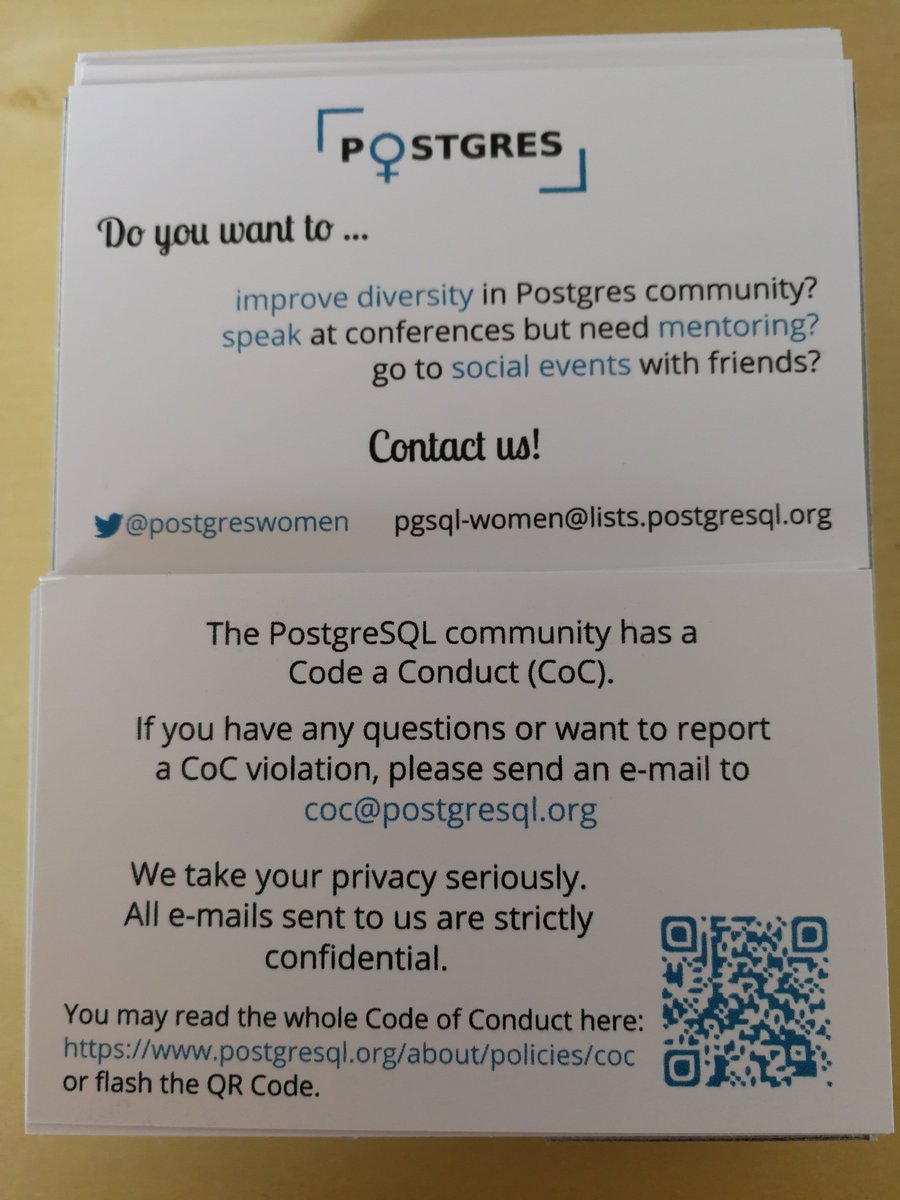 POSTGRES
Do you want to ...
improve diversity in Postgres community?
speak at conferences but need mentoring?
go to social events with friends?
Contact us!
@postgreswomen pgsql-women@lists.postgresql.org
The PostgreSQL community has a
Code a Conduct (CoC).
If you have any questions or want to report
a CoC violation, please send an e-mail to
coc@postgresql.org
We take your privacy seriously.
All e-mails sent to us are strictly
confidential.
You may read the whole Code of Conduct here:
https://www.postgresql.org/about/policies/coc
or flash the QR Code.